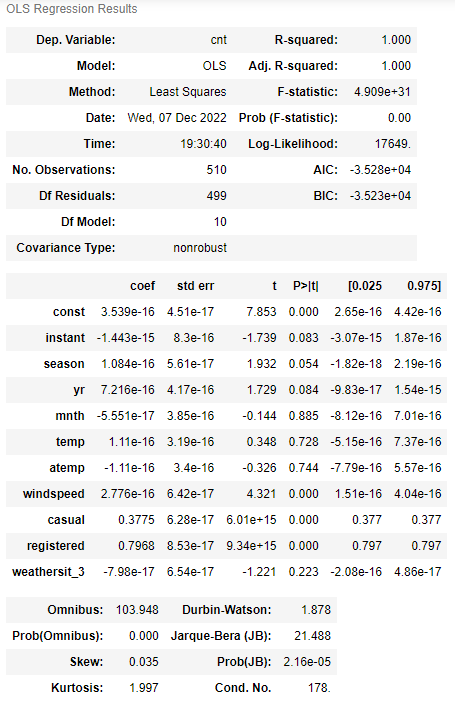 OLS Regression Results
Dep. Variable: cnt R-squared: 1.000
Model: OLS Adj. R-squared: 1.000
Method: Least Squares F-statistic: 4.909e+31
Date: Wed, 07 Dec 2022 Prob (F-statistic): 0.00
Time: 19:30:40 Log-Likelihood: 17649.
No. Observations: 510 AIC: -3.528e+04
Df Residuals: 499 BIC: -3.523e+04
Df Model: 10
Covariance Type: nonrobust
coef std err t P>|t| [0.025 0.975]
const 3.539e-16 4.51e-17 7.853 0.000 2.65e-16 4.42e-16
instant -1.443e-15 8.3e-16 -1.739 0.083 -3.07e-15 1.87e-16
season 1.084e-16 5.61e-17 1.932 0.054 -1.82e-18 2.19e-16
yr 7.216e-16 4.17e-16 1.729 0.084 -9.83e-17 1.54e-15
mnth -5.551e-17 3.85e-16 -0.144 0.885 -8.12e-16 7.01e-16
temp 1.11e-16 3.19e-16 0.348 0.728 -5.15e-16 7.37e-16
atemp -1.11e-16 3.4e-16 -0.326 0.744 -7.79e-16 5.57e-16
windspeed 2.776e-16 6.42e-17 4.321 0.000 1.51e-16 4.04e-16
casual 0.3775 6.28e-17 6.01e+15 0.000 0.377 0.377
registered 0.7968 8.53e-17 9.34e+15 0.000 0.797 0.797
weathersit_3 -7.98e-17 6.54e-17 -1.221 0.223 -2.08e-16 4.86e-17
Omnibus: 103.948 Durbin-Watson: 1.878
Prob(Omnibus): 0.000 Jarque-Bera (JB): 21.488
Skew: 0.035 Prob(JB): 2.16e-05
Kurtosis: 1.997 Cond. No. 178.